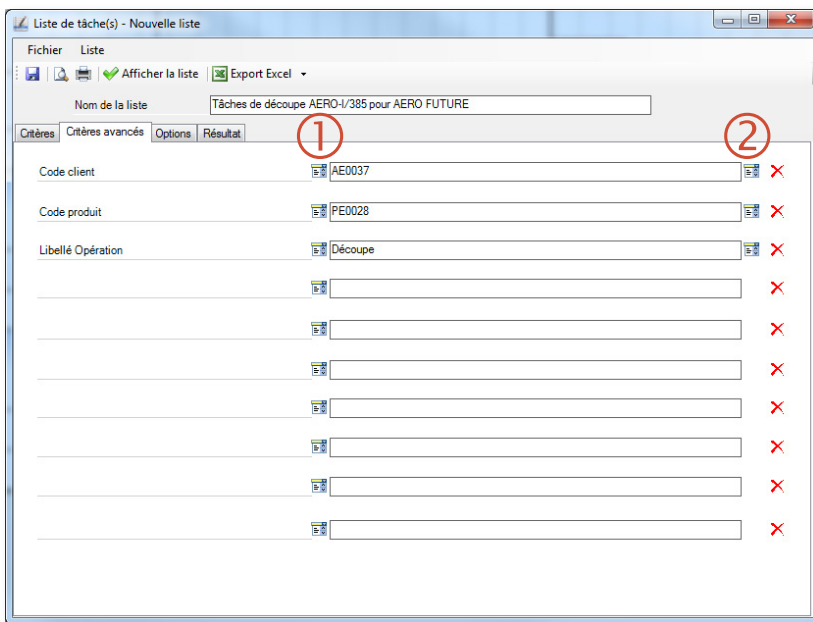 Liste de tâche(s) - Nouvelle liste
Fichier Liste
Afficher la liste Export Excel
Nom de la liste Tâches de découpe AERO-I/385 pour AERO FUTURE
Critères Critères avancés Options Résultat
1 2
Code client AE0037
Code produit PE0028
Libellé Opération Découpe